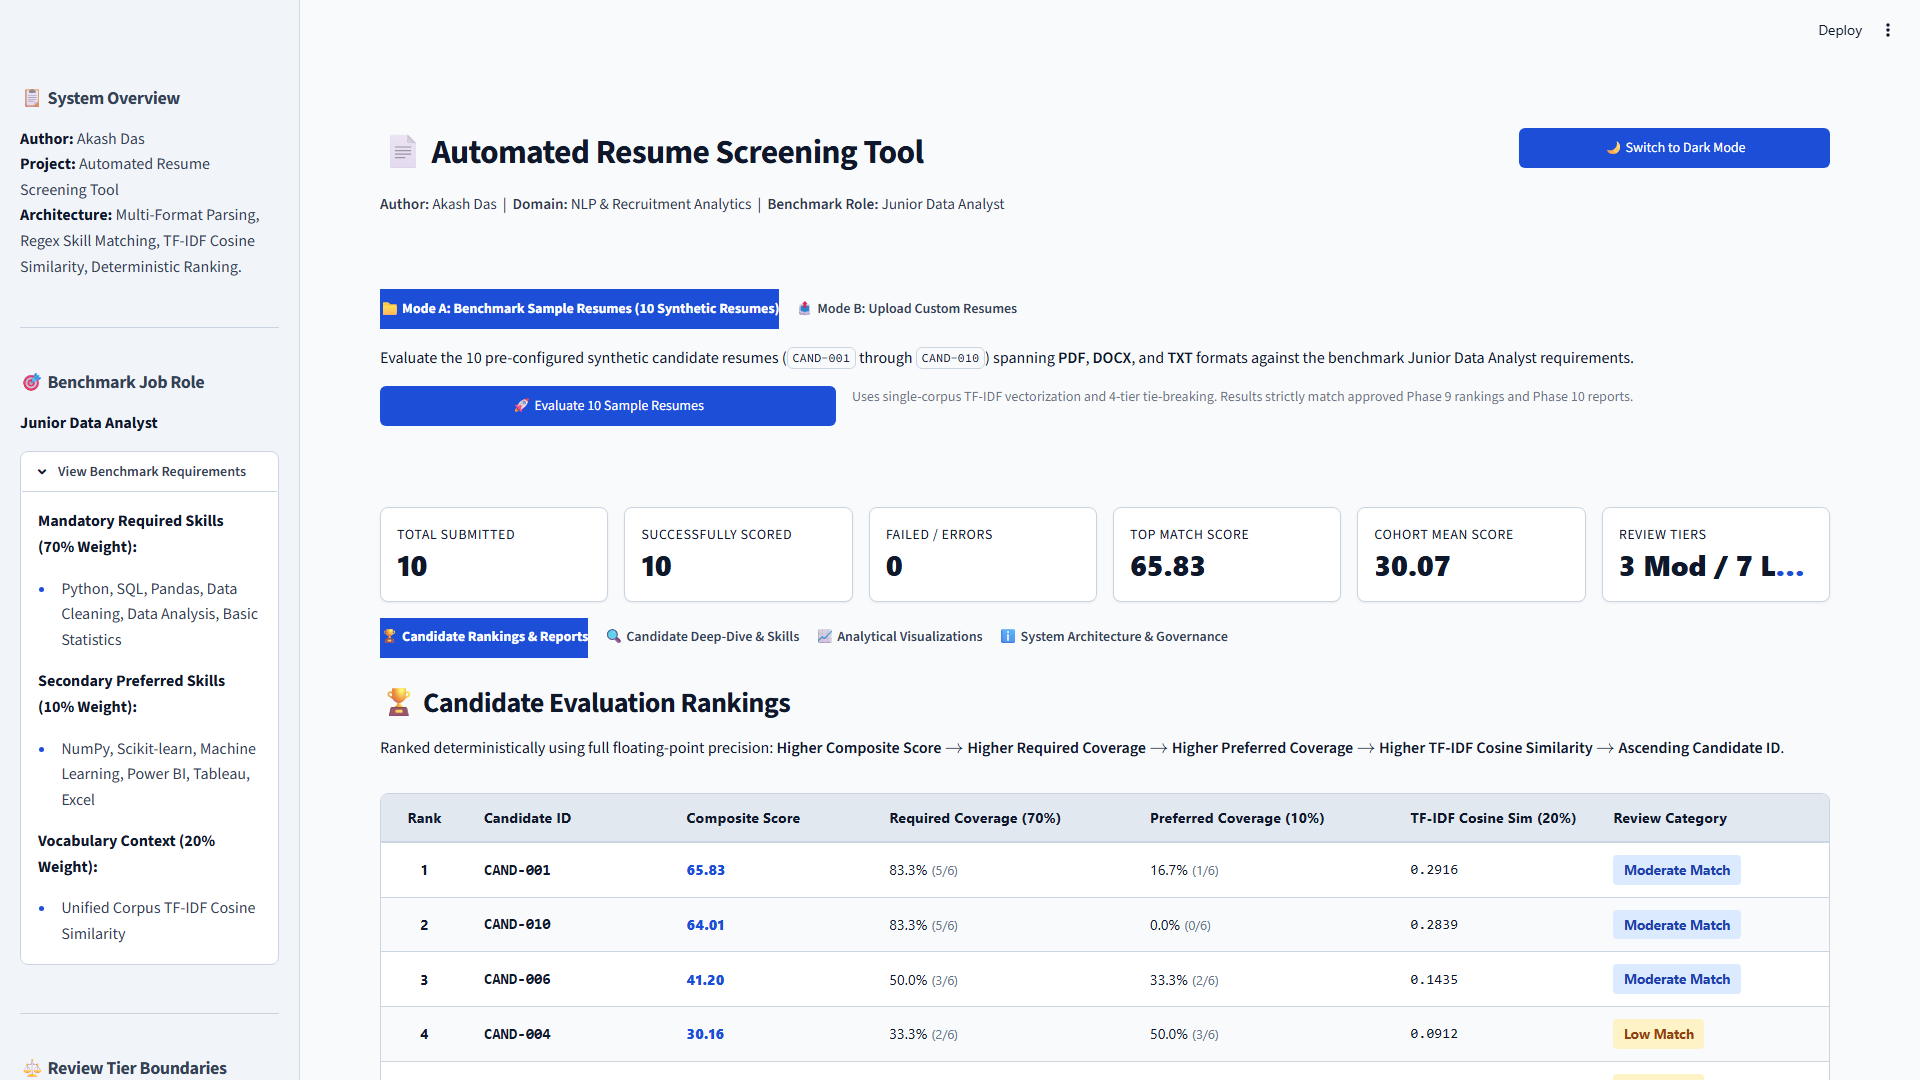 Deploy
📋 System Overview
Author: Akash Das
Project: Automated Resume
Screening Tool
Architecture: Multi-Format Parsing,
Regex Skill Matching, TF-IDF Cosine
Similarity, Deterministic Ranking.
🎯 Benchmark Job Role
Junior Data Analyst
View Benchmark Requirements
Mandatory Required Skills
(70% Weight):
• Python, SQL, Pandas, Data
Cleaning, Data Analysis, Basic
Statistics
Secondary Preferred Skills
(10% Weight):
• NumPy, Scikit-learn, Machine
Learning, Power BI, Tableau,
Excel
Vocabulary Context (20%
Weight):
• Unified Corpus TF-IDF Cosine
Similarity
⚖️ Review Tier Boundaries
📄 Automated Resume Screening Tool
🌙 Switch to Dark Mode
Author: Akash Das | Domain: NLP & Recruitment Analytics | Benchmark Role: Junior Data Analyst
📁 Mode A: Benchmark Sample Resumes (10 Synthetic Resumes) 📤 Mode B: Upload Custom Resumes
Evaluate the 10 pre-configured synthetic candidate resumes (CAND-001 through CAND-010) spanning PDF, DOCX, and TXT formats against the benchmark Junior Data Analyst requirements.
🚀 Evaluate 10 Sample Resumes
Uses single-corpus TF-IDF vectorization and 4-tier tie-breaking. Results strictly match approved Phase 9 rankings and Phase 10 reports.
TOTAL SUBMITTED
10
SUCCESSFULLY SCORED
10
FAILED / ERRORS
0
TOP MATCH SCORE
65.83
COHORT MEAN SCORE
30.07
REVIEW TIERS
3 Mod / 7 L...
🏆 Candidate Rankings & Reports 🔍 Candidate Deep-Dive & Skills 📈 Analytical Visualizations ℹ️ System Architecture & Governance
🏆 Candidate Evaluation Rankings
Ranked deterministically using full floating-point precision: Higher Composite Score → Higher Required Coverage → Higher Preferred Coverage → Higher TF-IDF Cosine Similarity → Ascending Candidate ID.
Rank Candidate ID Composite Score Required Coverage (70%) Preferred Coverage (10%) TF-IDF Cosine Sim (20%) Review Category
1 CAND-001 65.83 83.3% (5/6) 16.7% (1/6) 0.2916 Moderate Match
2 CAND-010 64.01 83.3% (5/6) 0.0% (0/6) 0.2839 Moderate Match
3 CAND-006 41.20 50.0% (3/6) 33.3% (2/6) 0.1435 Moderate Match
4 CAND-004 30.16 33.3% (2/6) 50.0% (3/6) 0.0912 Low Match